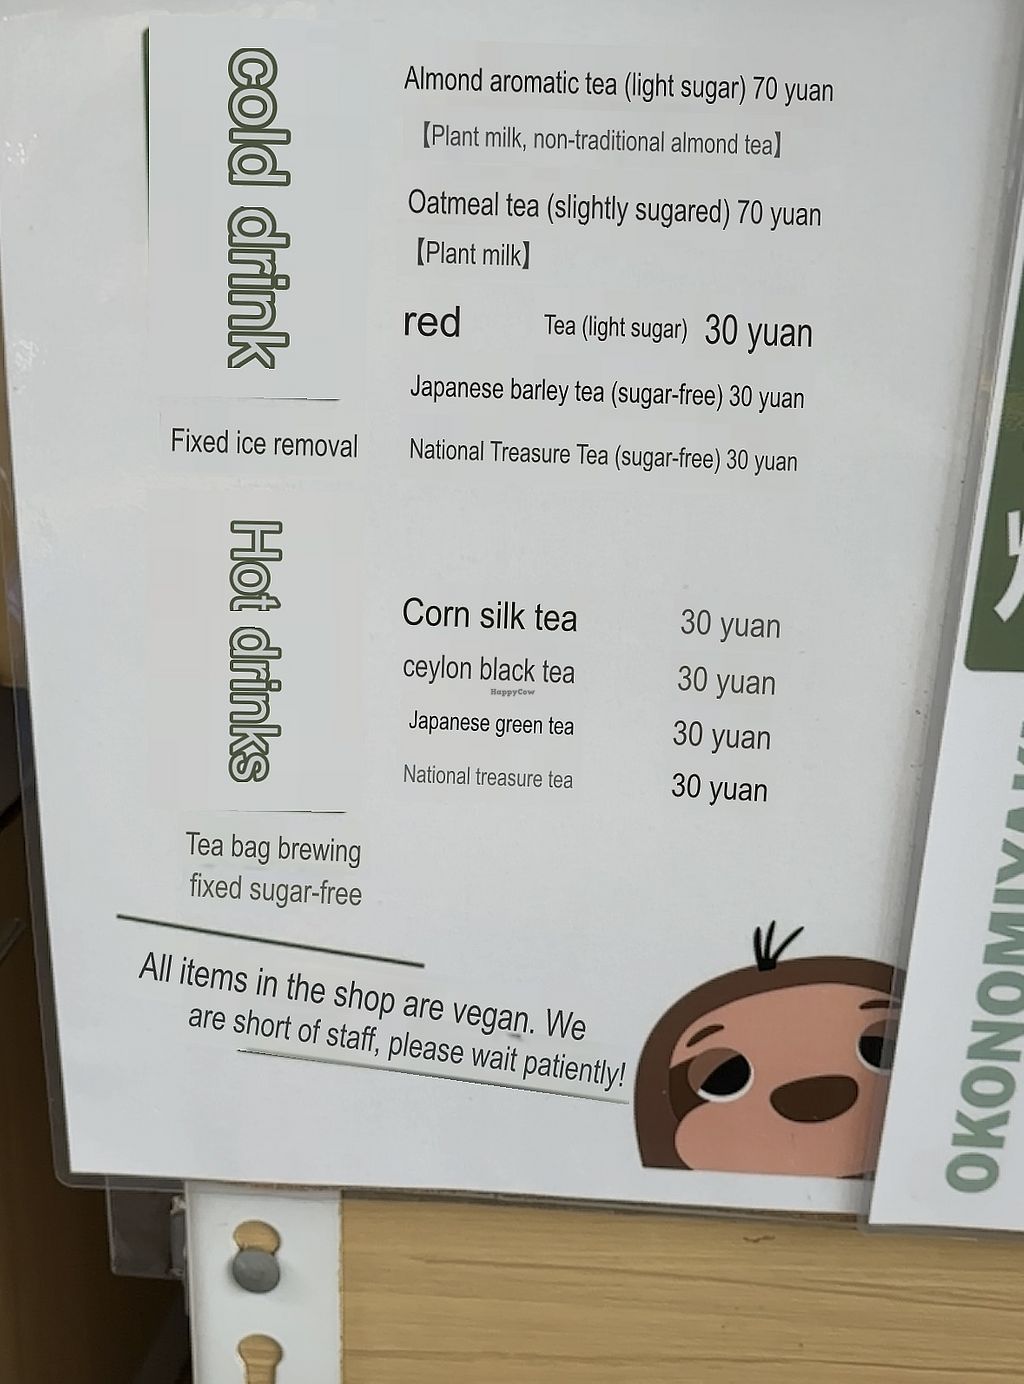 cold drink
Almond aromatic tea (light sugar) 70 yuan
【Plant milk, non-traditional almond tea】
Oatmeal tea (slightly sugared) 70 yuan
【Plant milk】
red Tea (light sugar) 30 yuan
Japanese barley tea (sugar-free) 30 yuan
Fixed ice removal
National Treasure Tea (sugar-free) 30 yuan
Hot drinks
Corn silk tea 30 yuan
ceylon black tea 30 yuan
HappyCow
Japanese green tea 30 yuan
National treasure tea 30 yuan
Tea bag brewing
fixed sugar-free
All items in the shop are vegan. We
are short of staff, please wait patiently!
OKONOMIYAK